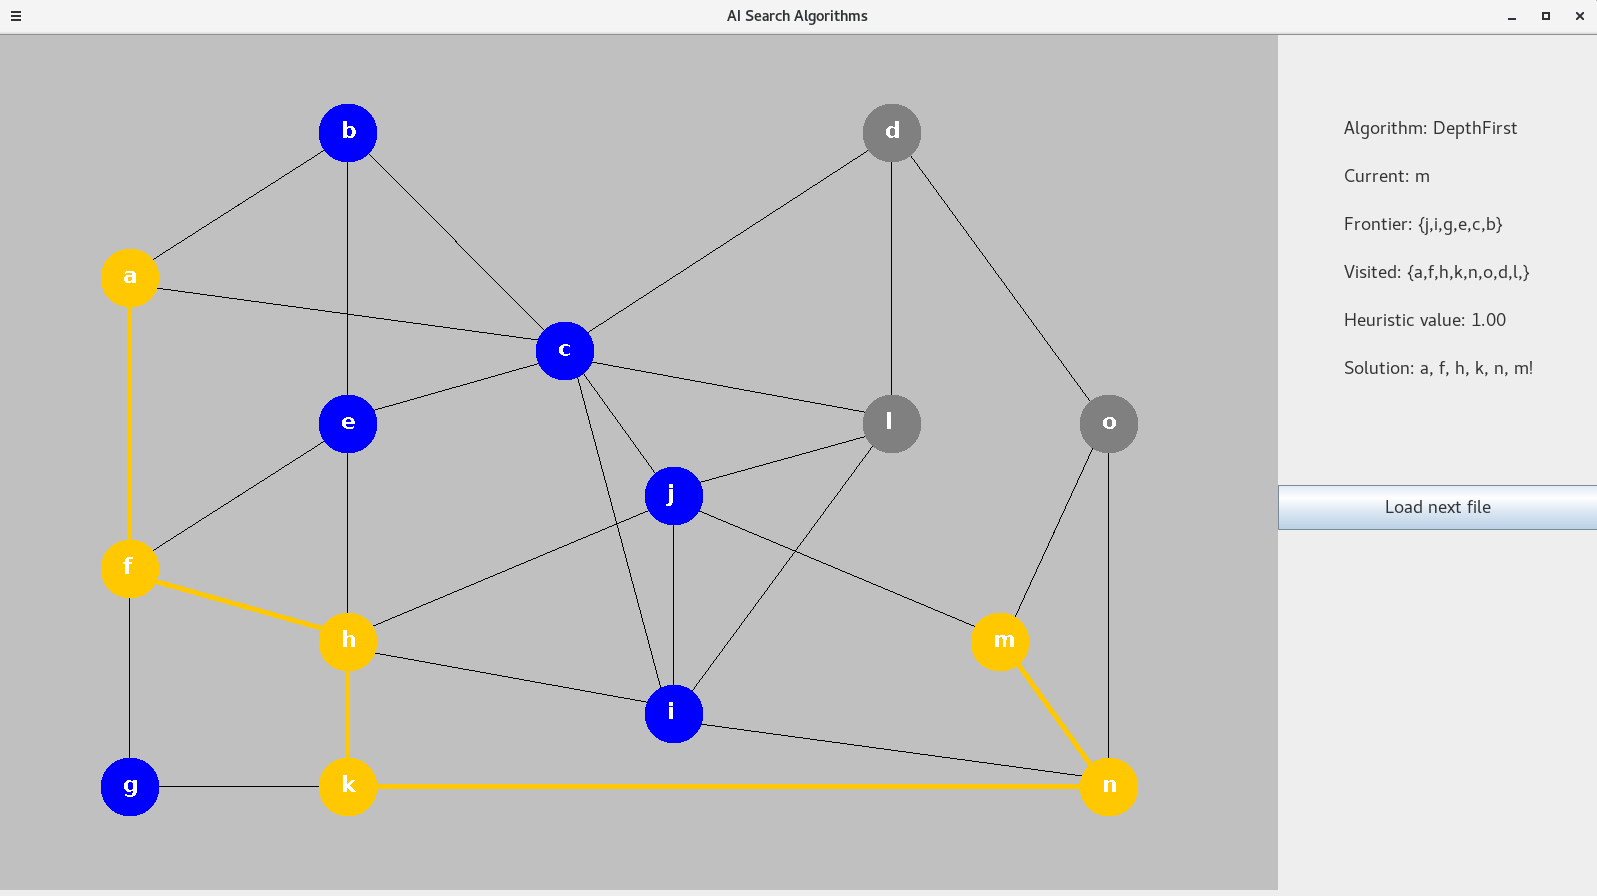 AI Search Algorithms
b
d
a
c
e
l
o
j
f
h
m
i
g
k
n
Algorithm: DepthFirst
Current: m
Frontier: {j,i,g,e,c,b}
Visited: {a,f,h,k,n,o,d,l,}
Heuristic value: 1.00
Solution: a, f, h, k, n, m!
Load next file